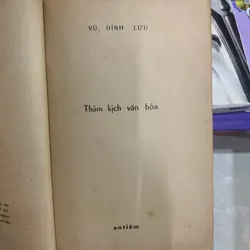 VŨ ĐÌNH LƯU
Thảm kịch văn hóa
antiêm